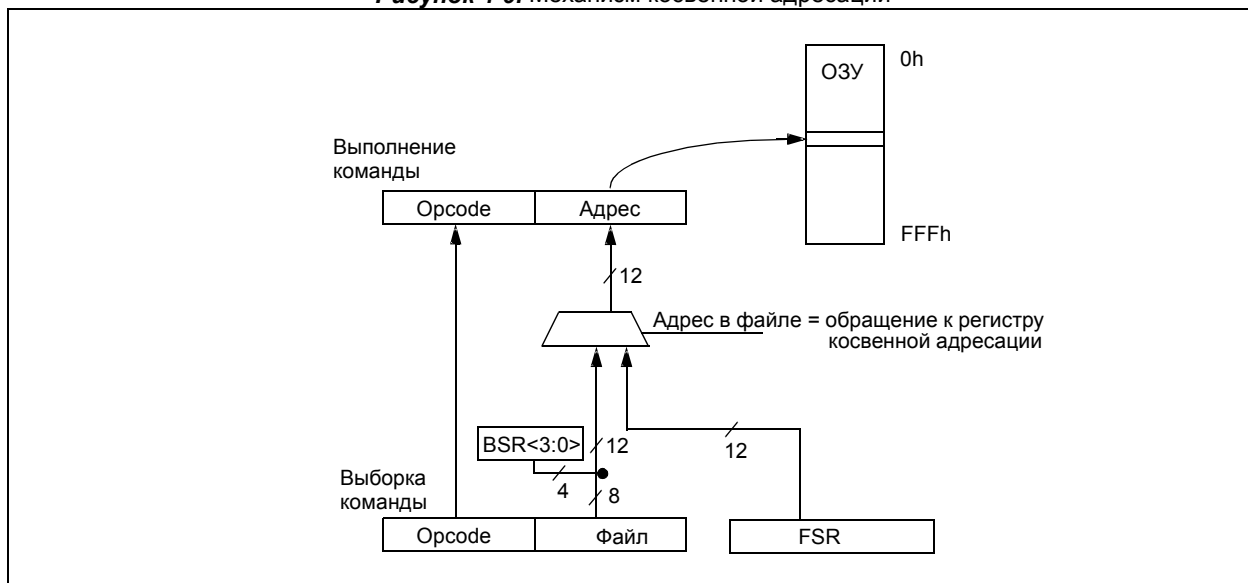 Рисунок 4-9. Механизм косвенной адресации
ОЗУ
0h
FFFh
Выполнение
команды
Opcode
Адрес
12
Адрес в файле = обращение к регистру
косвенной адресации
BSR<3:0>
12
12
4
8
Выборка
команды
Opcode
Файл
FSR